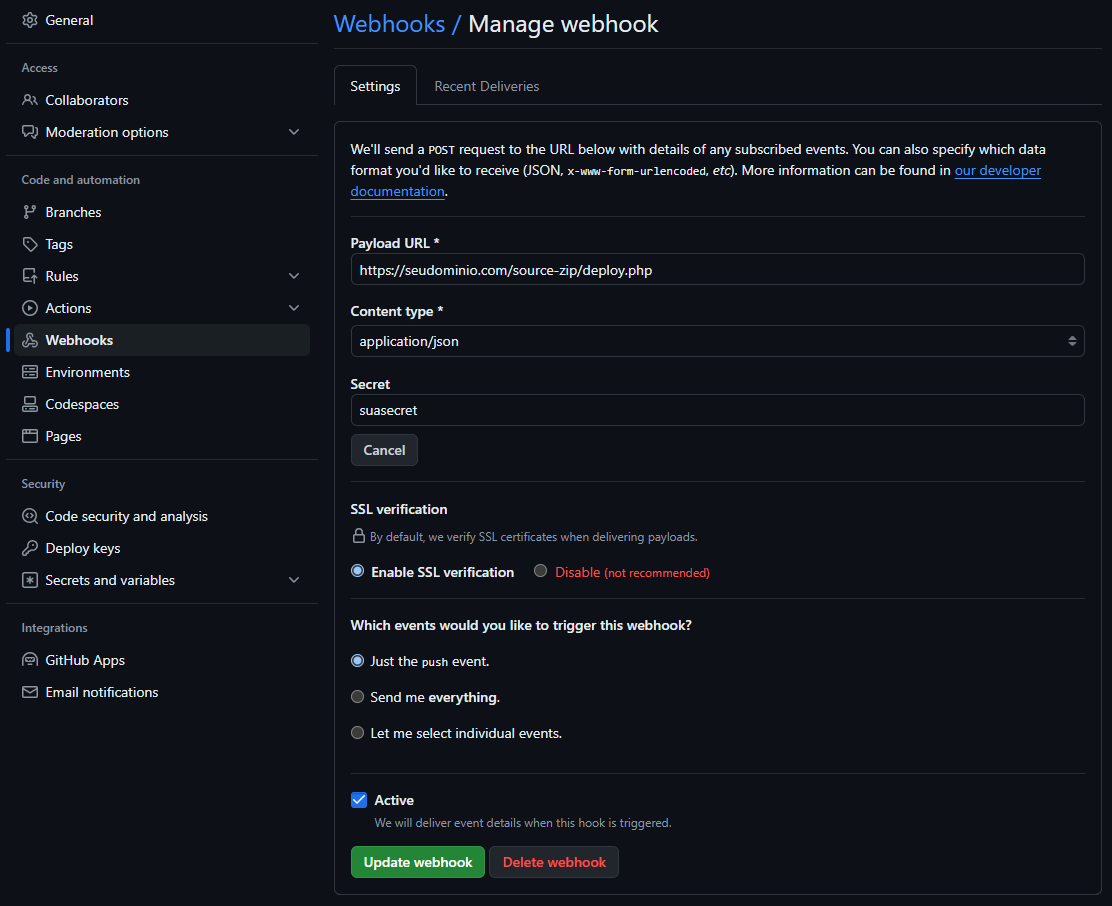 General
Access
Collaborators
Moderation options
Code and automation
Branches
Tags
Rules
Actions
Webhooks
Environments
Codespaces
Pages
Security
Code security and analysis
Deploy keys
Secrets and variables
Integrations
GitHub Apps
Email notifications
Webhooks / Manage webhook
Settings Recent Deliveries
We'll send a POST request to the URL below with details of any subscribed events. You can also specify which data
format you'd like to receive (JSON, x-www-form-urlencoded, etc). More information can be found in our developer
documentation.
Payload URL *
https://seudominio.com/source-zip/deploy.php
Content type *
application/json
Secret
suasecret
Cancel
SSL verification
By default, we verify SSL certificates when delivering payloads.
Enable SSL verification Disable (not recommended)
Which events would you like to trigger this webhook?
Just the push event.
Send me everything.
Let me select individual events.
Active
We will deliver event details when this hook is triggered.
Update webhook Delete webhook